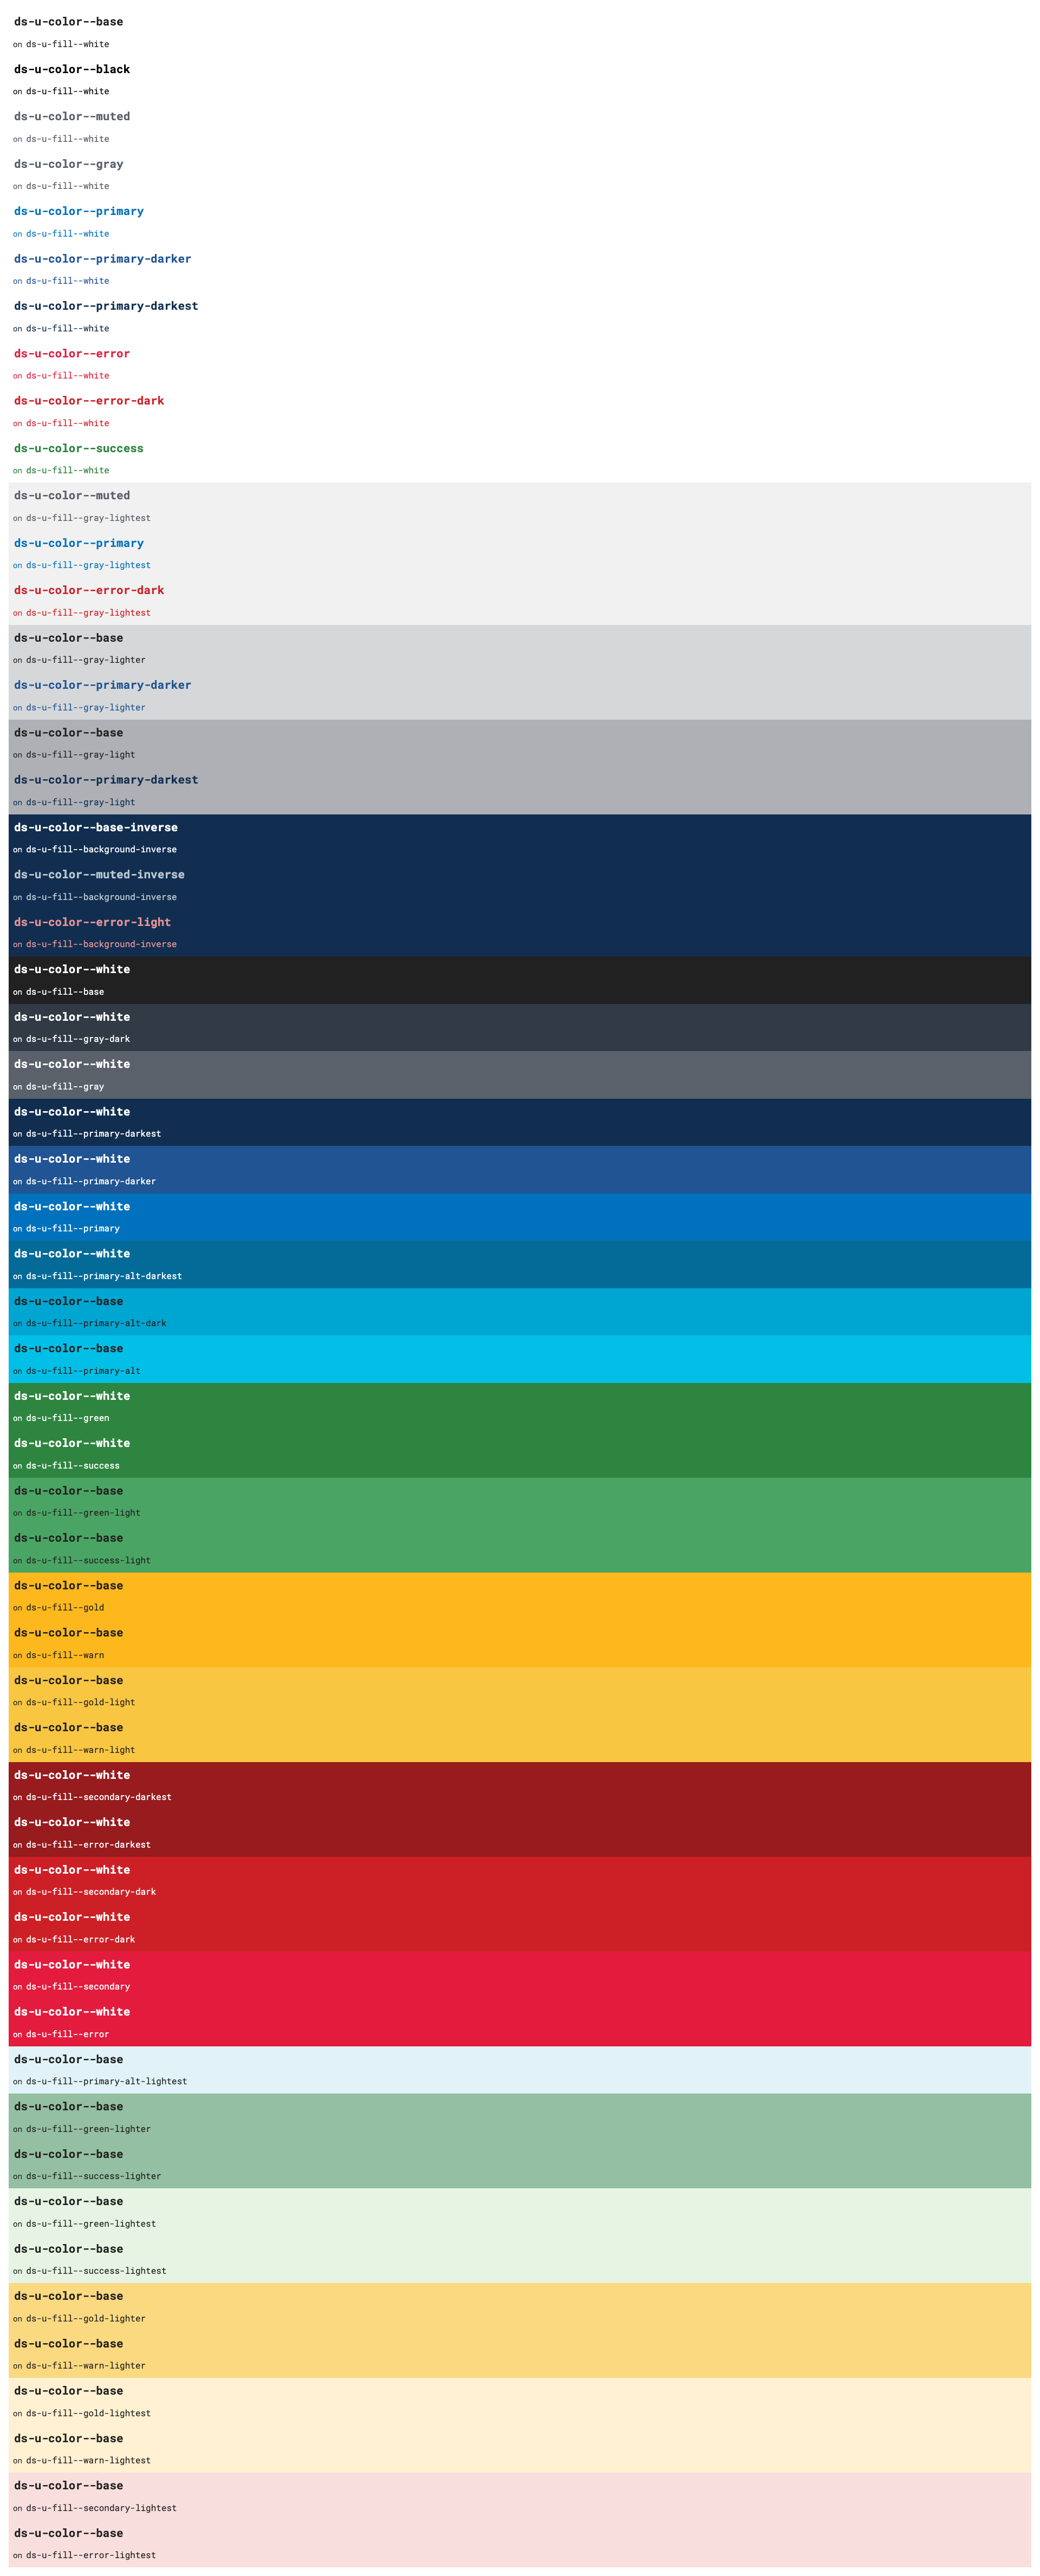 ds-u-color--base
on ds-u-fill--white
ds-u-color--black
on ds-u-fill--white
ds-u-color--muted
on ds-u-fill--white
ds-u-color--gray
on ds-u-fill--white
ds-u-color--primary
on ds-u-fill--white
ds-u-color--primary-darker
on ds-u-fill--white
ds-u-color--primary-darkest
on ds-u-fill--white
ds-u-color--error
on ds-u-fill--white
ds-u-color--error-dark
on ds-u-fill--white
ds-u-color--success
on ds-u-fill--white
ds-u-color--muted
on ds-u-fill--gray-lightest
ds-u-color--primary
on ds-u-fill--gray-lightest
ds-u-color--error-dark
on ds-u-fill--gray-lightest
ds-u-color--base
on ds-u-fill--gray-lighter
ds-u-color--primary-darker
on ds-u-fill--gray-lighter
ds-u-color--base
on ds-u-fill--gray-light
ds-u-color--primary-darkest
on ds-u-fill--gray-light
ds-u-color--base-inverse
on ds-u-fill--background-inverse
ds-u-color--muted-inverse
on ds-u-fill--background-inverse
ds-u-color--error-light
on ds-u-fill--background-inverse
ds-u-color--white
on ds-u-fill--base
ds-u-color--white
on ds-u-fill--gray-dark
ds-u-color--white
on ds-u-fill--gray
ds-u-color--white
on ds-u-fill--primary-darkest
ds-u-color--white
on ds-u-fill--primary-darker
ds-u-color--white
on ds-u-fill--primary
ds-u-color--white
on ds-u-fill--primary-alt-darkest
ds-u-color--base
on ds-u-fill--primary-alt-dark
ds-u-color--base
on ds-u-fill--primary-alt
ds-u-color--white
on ds-u-fill--green
ds-u-color--white
on ds-u-fill--success
ds-u-color--base
on ds-u-fill--green-light
ds-u-color--base
on ds-u-fill--success-light
ds-u-color--base
on ds-u-fill--gold
ds-u-color--base
on ds-u-fill--warn
ds-u-color--base
on ds-u-fill--gold-light
ds-u-color--base
on ds-u-fill--warn-light
ds-u-color--white
on ds-u-fill--secondary-darkest
ds-u-color--white
on ds-u-fill--error-darkest
ds-u-color--white
on ds-u-fill--secondary-dark
ds-u-color--white
on ds-u-fill--error-dark
ds-u-color--white
on ds-u-fill--secondary
ds-u-color--white
on ds-u-fill--error
ds-u-color--base
on ds-u-fill--primary-alt-lightest
ds-u-color--base
on ds-u-fill--green-lighter
ds-u-color--base
on ds-u-fill--success-lighter
ds-u-color--base
on ds-u-fill--green-lightest
ds-u-color--base
on ds-u-fill--success-lightest
ds-u-color--base
on ds-u-fill--gold-lighter
ds-u-color--base
on ds-u-fill--warn-lighter
ds-u-color--base
on ds-u-fill--gold-lightest
ds-u-color--base
on ds-u-fill--warn-lightest
ds-u-color--base
on ds-u-fill--secondary-lightest
ds-u-color--base
on ds-u-fill--error-lightest